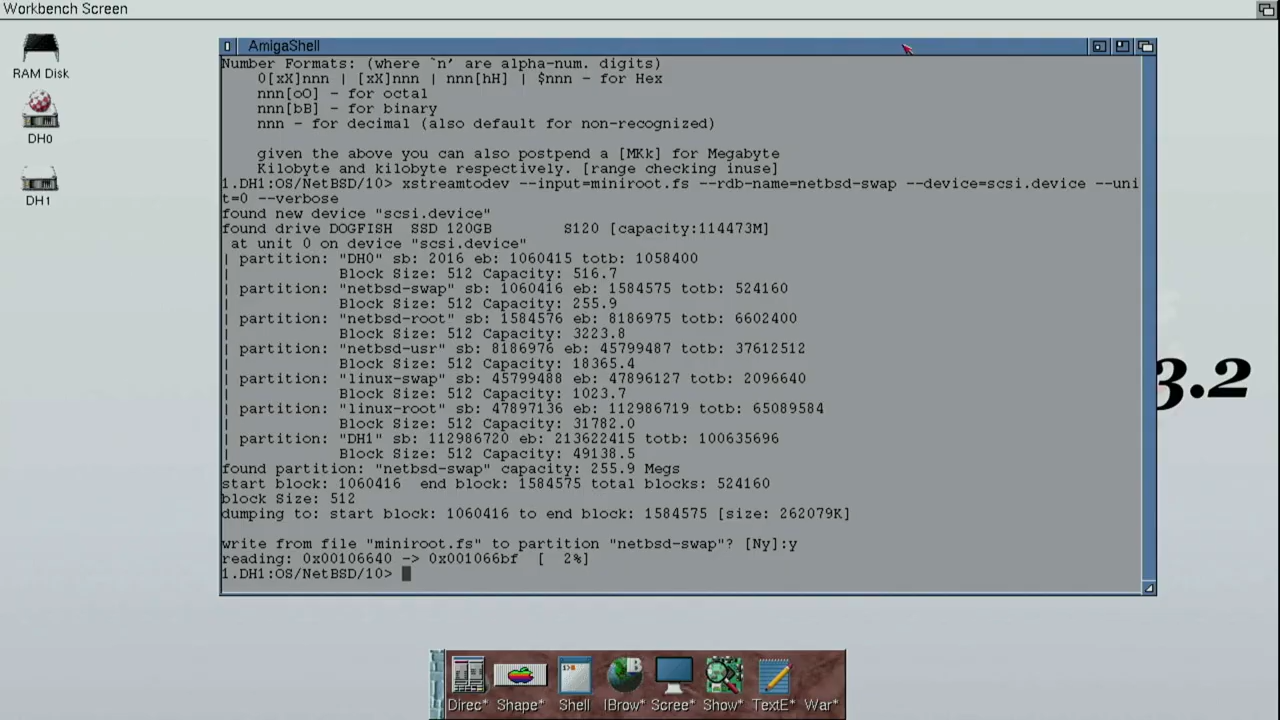 Workbench Screen
RAM Disk
DH0
DH1
AmigaShell
Number Formats: (where `n' are alpha-num. digits)
0[xX]nnn | [xX]nnn | nnn[hH] | $nnn - for Hex
nnn[oO] - for octal
nnn[bB] - for binary
nnn - for decimal (also default for non-recognized)
given the above you can also postpend a [MKk] for Megabyte
Kilobyte and kilobyte respectively. [range checking inuse]
1.DH1:OS/NetBSD/10> xstreamtodev --input=miniroot.fs --rdb-name=netbsd-swap --device=scsi.device --uni
t=0 --verbose
found new device "scsi.device"
found drive DOGFISH  SSD 120GB        S120 [capacity:114473M]
at unit 0 on device "scsi.device"
| partition: "DH0" sb: 2016 eb: 1060415 totb: 1058400
|            Block Size: 512 Capacity: 516.7
| partition: "netbsd-swap" sb: 1060416 eb: 1584575 totb: 524160
|            Block Size: 512 Capacity: 255.9
| partition: "netbsd-root" sb: 1584576 eb: 8186975 totb: 6602400
|            Block Size: 512 Capacity: 3223.8
| partition: "netbsd-usr" sb: 8186976 eb: 45799487 totb: 37612512
|            Block Size: 512 Capacity: 18365.4
| partition: "linux-swap" sb: 45799488 eb: 47896127 totb: 2096640
|            Block Size: 512 Capacity: 1023.7
| partition: "linux-root" sb: 47897136 eb: 112986719 totb: 65089584
|            Block Size: 512 Capacity: 31782.0
| partition: "DH1" sb: 112986720 eb: 213622415 totb: 100635696
|            Block Size: 512 Capacity: 49138.5
found partition: "netbsd-swap" capacity: 255.9 Megs
start block: 1060416  end block: 1584575 total blocks: 524160
block Size: 512
dumping to: start block: 1060416 to end block: 1584575 [size: 262079K]
write from file "miniroot.fs" to partition "netbsd-swap"? [Ny]:y
reading: 0x00106640 -> 0x001066bf  [  2%]
1.DH1:OS/NetBSD/10>
3.2
Direc* Shape* Shell IBrow* Scree* Show* TextE* War*